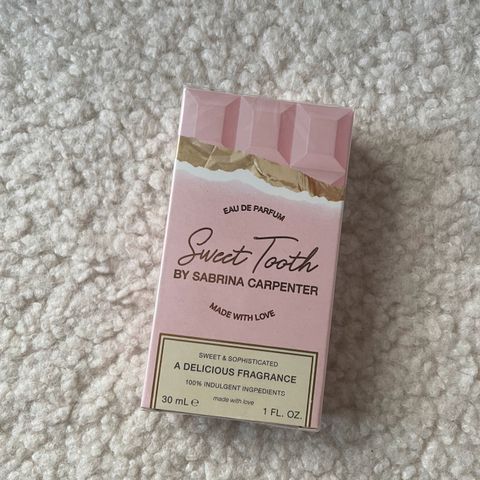 EAU DE PARFUM
Sweet Tooth
BY SABRINA CARPENTER
MADE WITH LOVE
SWEET & SOPHISTICATED
A DELICIOUS FRAGRANCE
100% INDULGENT INGPEDIENTS
made with love
30 mL ℮
1 FL. OZ.